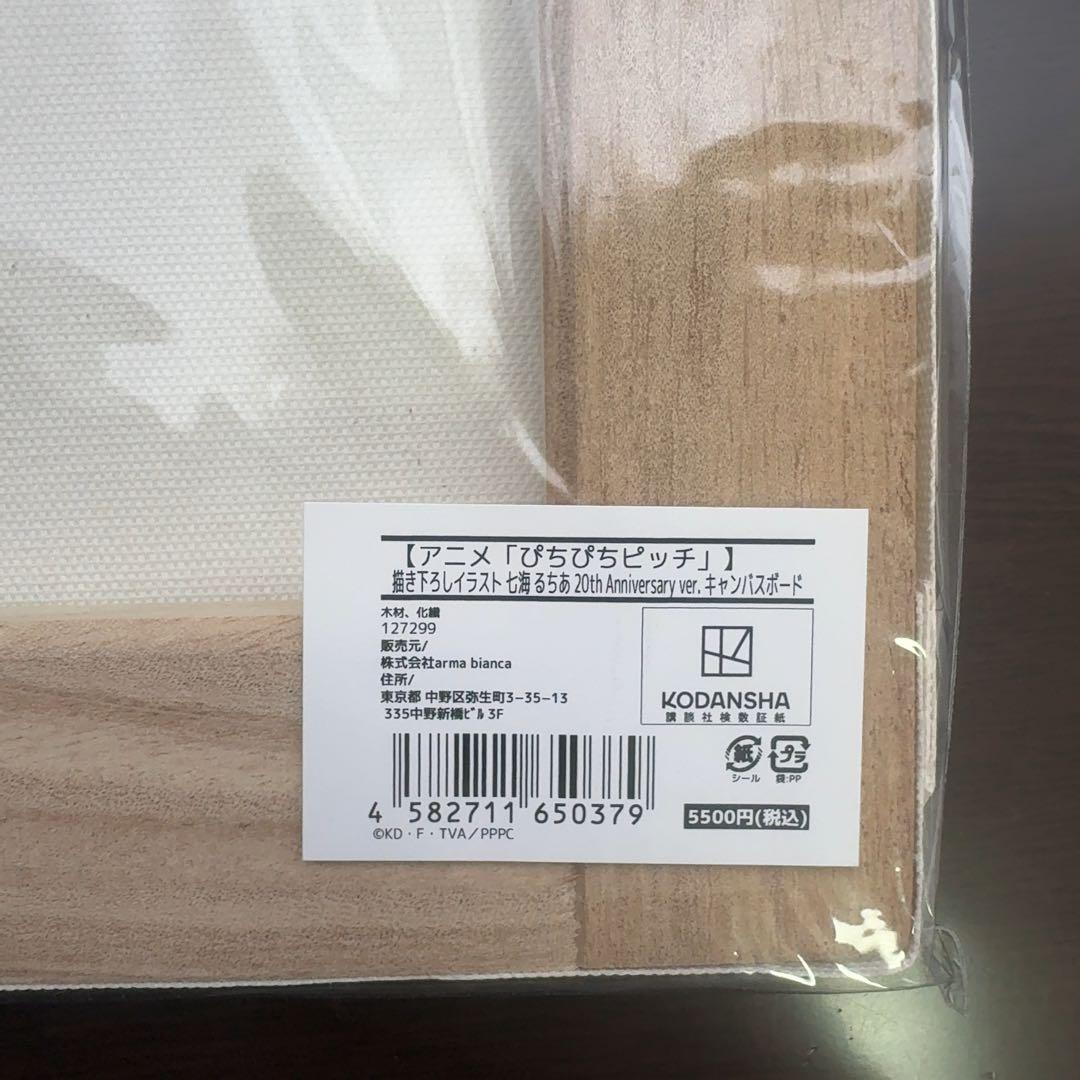 【アニメ「ぴちぴちピッチ」】
描き下ろしイラスト 七海 るちあ 20th Anniversary ver. キャンバスボード
木材、化繊
127299
販売元/
株式会社arma bianca
住所/
東京都 中野区弥生町3-35-13
335中野新橋ビル 3F
KODANSHA
講談社検数証紙
紙
シール
プラ
袋:PP
4 582711 650379
5500円(税込)
©KD・F・TVA/PPPC